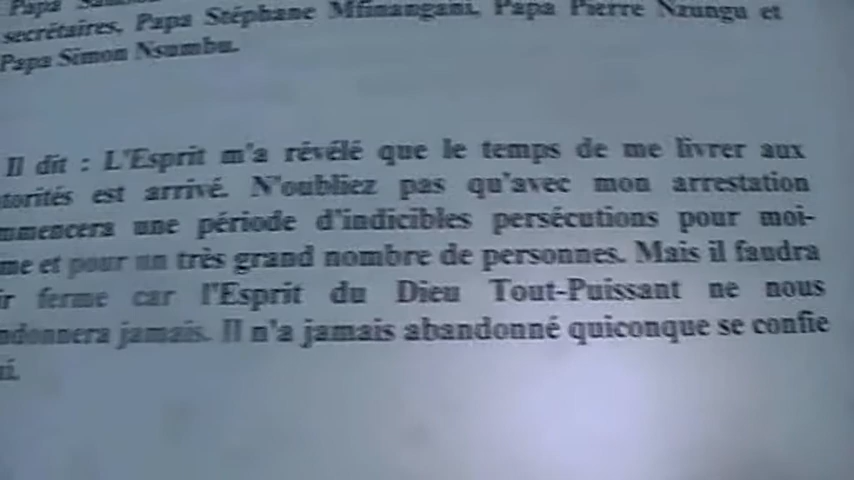 Papa
secrétaires, Papa Stéphane Mfinangani, Papa Pierre Nzungu et
Papa Simon Nsumbu.
Il dit : L'Esprit m'a révélé que le temps de me livrer aux
torités est arrivé. N'oubliez pas qu'avec mon arrestation
mmencera une période d'indicibles persécutions pour moi-
me et pour un très grand nombre de personnes. Mais il faudra
ir ferme car l'Esprit du Dieu Tout-Puissant ne nous
ndonnera jamais. Il n'a jamais abandonné quiconque se confie
ui.